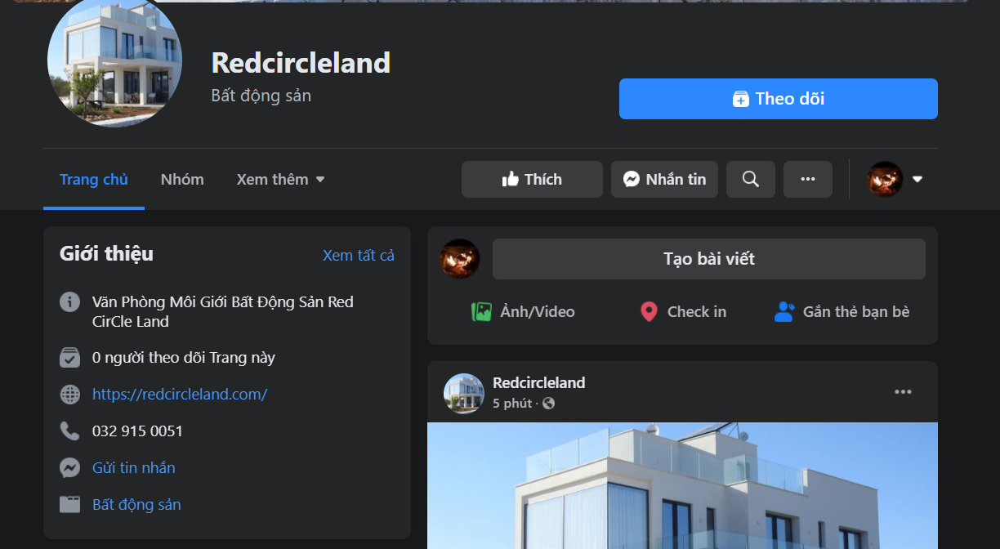 Redcircleland
Bất động sản
Theo dõi
Trang chủ
Nhóm
Xem thêm
Thích
Nhắn tin
Giới thiệu
Xem tất cả
Văn Phòng Môi Giới Bất Động Sản Red
CirCle Land
0 người theo dõi Trang này
https://redcircleland.com/
032 915 0051
Gửi tin nhắn
Bất động sản
Tạo bài viết
Ảnh/Video
Check in
Gắn thẻ bạn bè
Redcircleland
5 phút ·